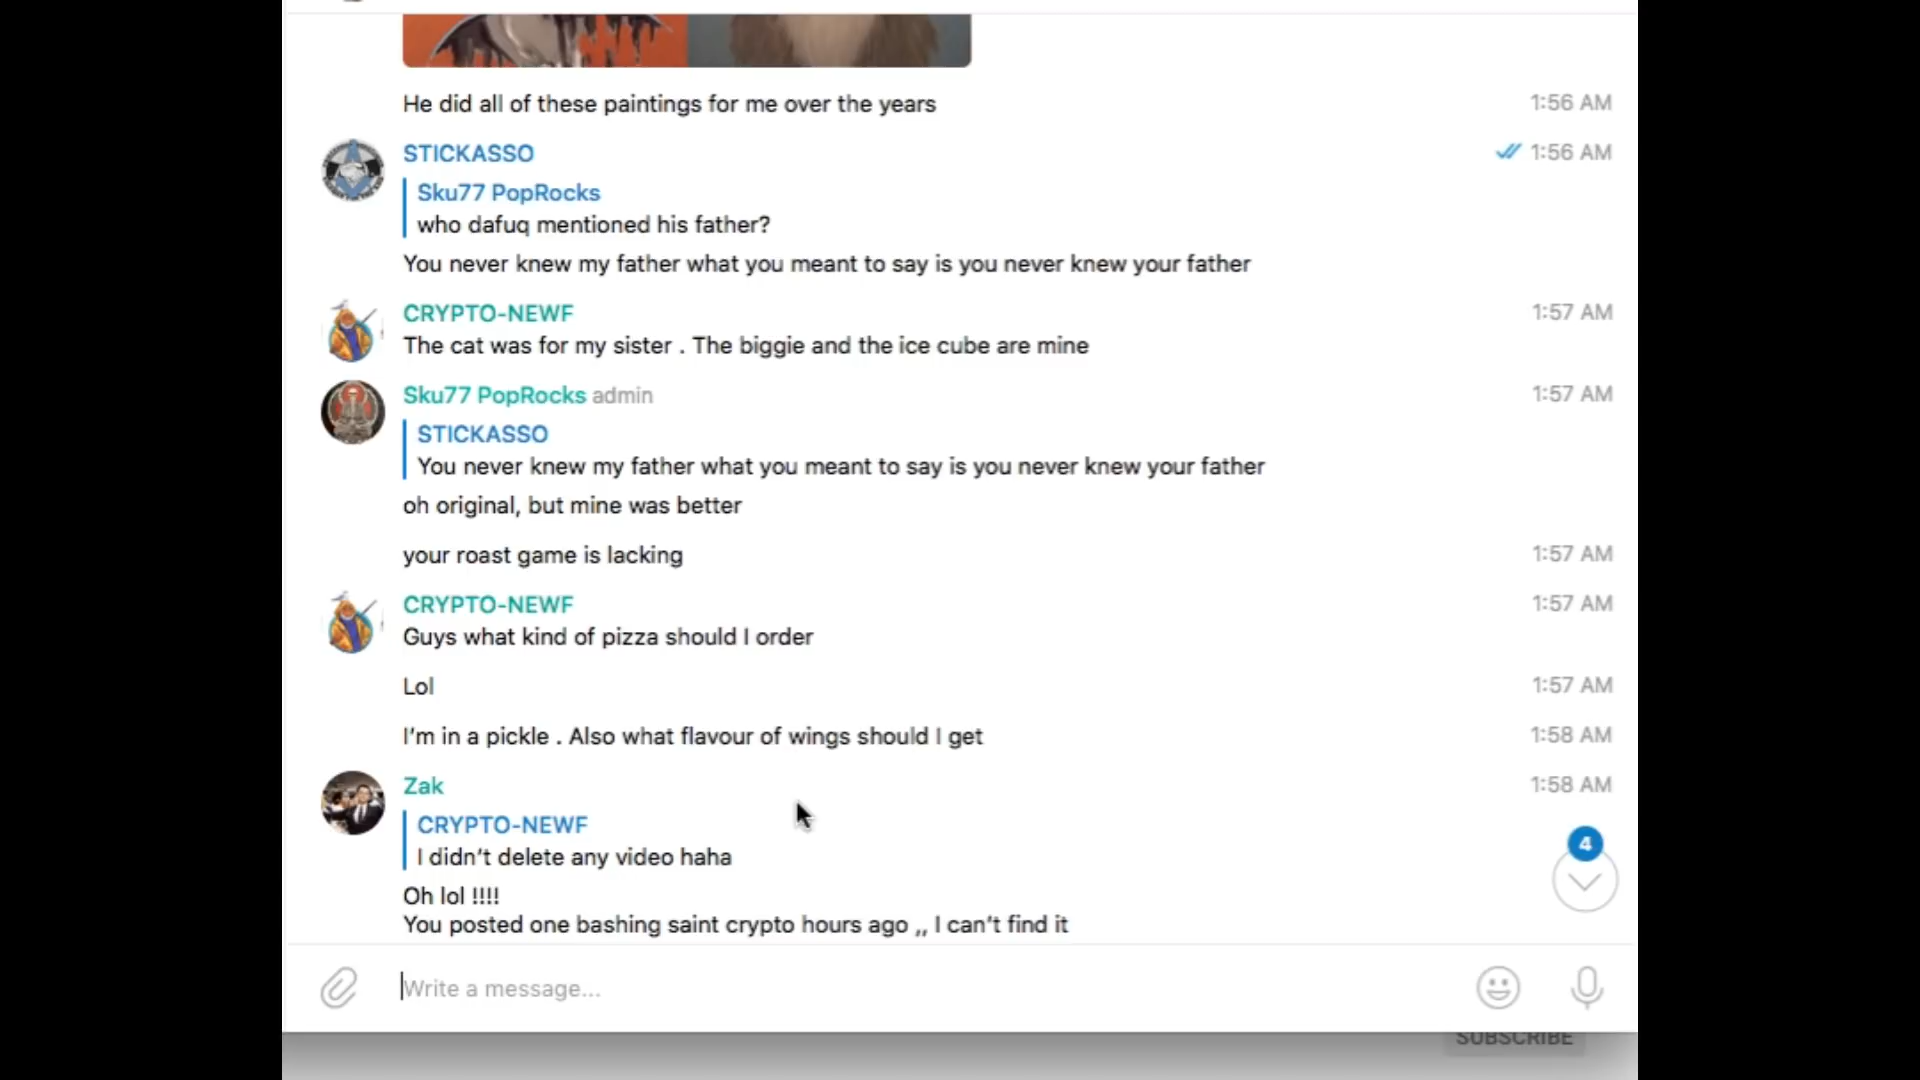 He did all of these paintings for me over the years 1:56 AM
STICKASSO 1:56 AM
Sku77 PopRocks
who dafuq mentioned his father?
You never knew my father what you meant to say is you never knew your father
CRYPTO-NEWF 1:57 AM
The cat was for my sister . The biggie and the ice cube are mine
Sku77 PopRocks admin 1:57 AM
STICKASSO
You never knew my father what you meant to say is you never knew your father
oh original, but mine was better
your roast game is lacking 1:57 AM
CRYPTO-NEWF 1:57 AM
Guys what kind of pizza should I order
Lol 1:57 AM
I'm in a pickle . Also what flavour of wings should I get 1:58 AM
Zak 1:58 AM
CRYPTO-NEWF
I didn't delete any video haha
4
Oh lol !!!!
You posted one bashing saint crypto hours ago ,, I can't find it
Write a message...
SUBSCRIBE